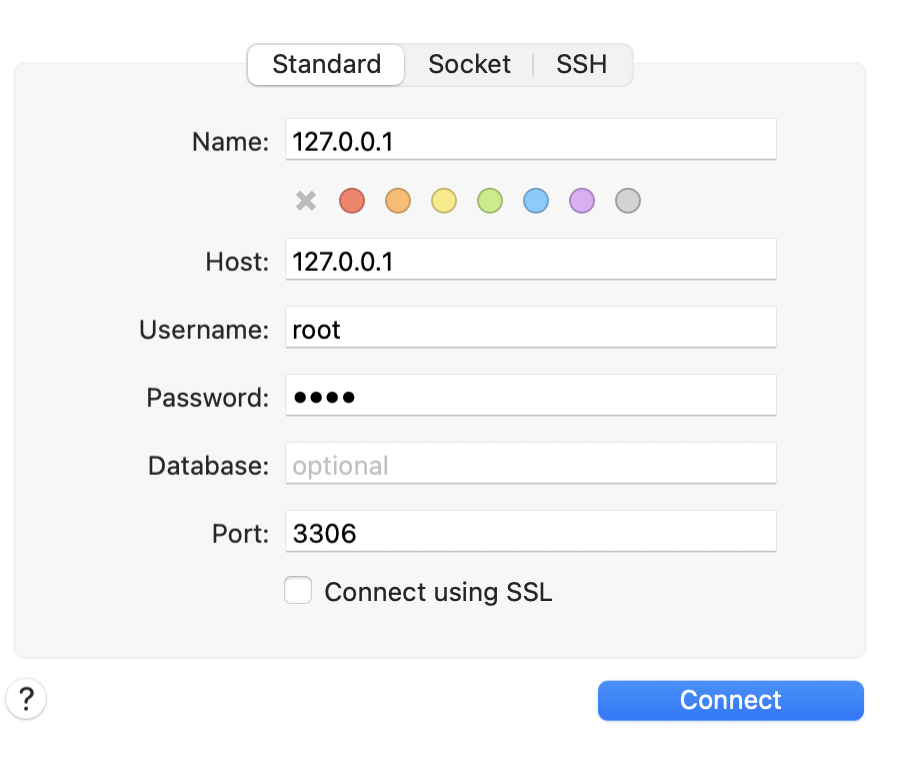 Standard Socket SSH
Name: 127.0.0.1
Host: 127.0.0.1
Username: root
Password: ••••
Database: optional
Port: 3306
Connect using SSL
? Connect